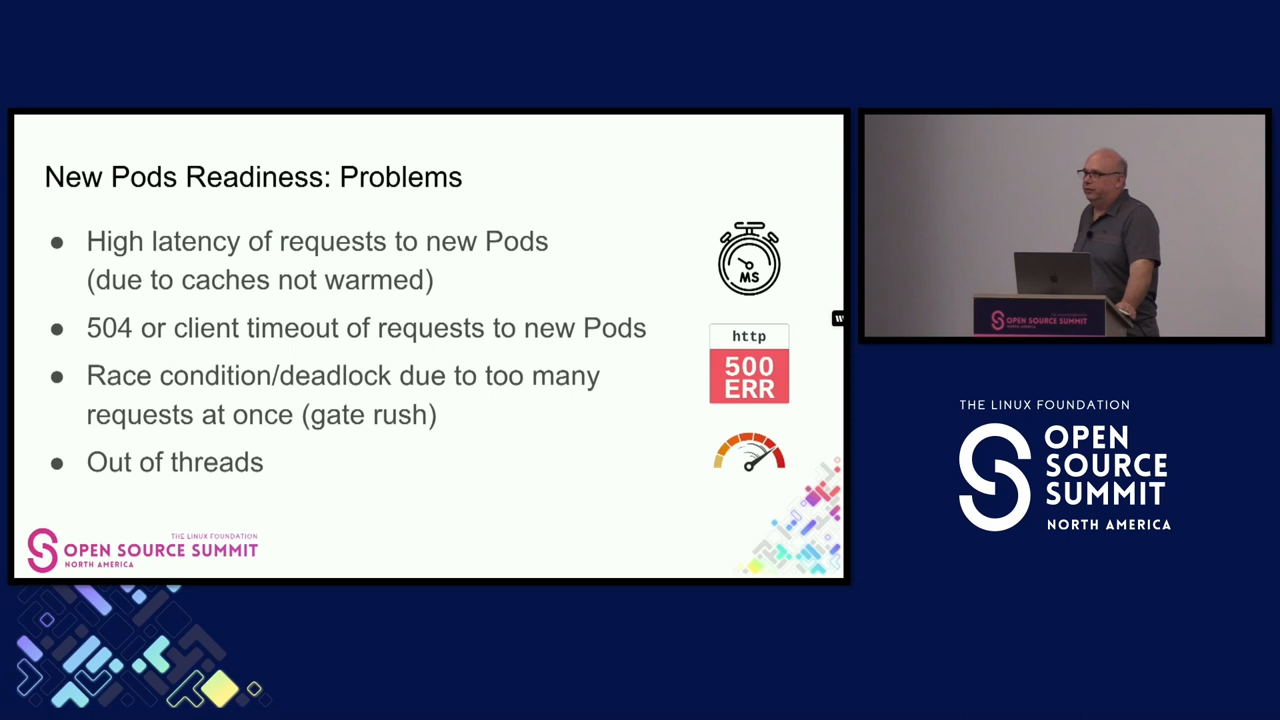 New Pods Readiness: Problems
● High latency of requests to new Pods
(due to caches not warmed)
● 504 or client timeout of requests to new Pods
● Race condition/deadlock due to too many
requests at once (gate rush)
● Out of threads
MS
http
500
ERR
THE LINUX FOUNDATION
OPEN SOURCE SUMMIT
NORTH AMERICA
OPEN SOURCE SUMMIT
NORTH AMERICA
THE LINUX FOUNDATION
OPEN
SOURCE
SUMMIT
NORTH AMERICA